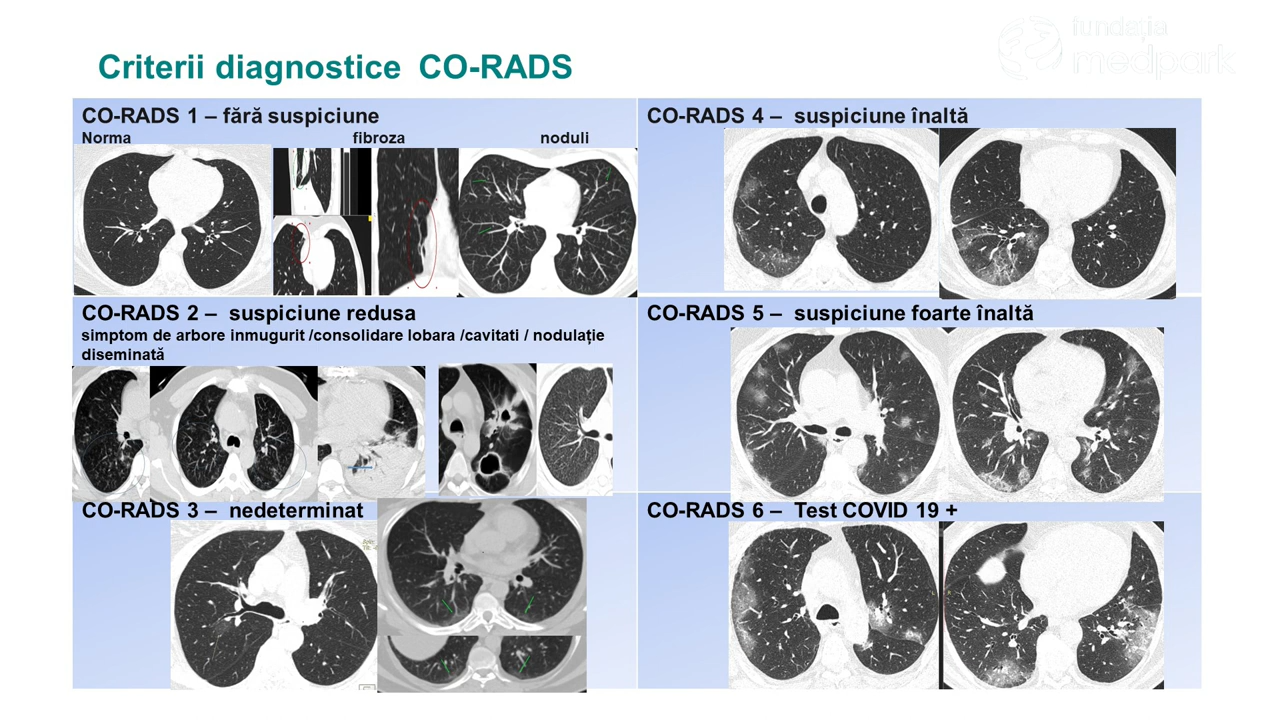 fundația
medpark
Criterii diagnostice CO-RADS
CO-RADS 1 – fără suspiciune
Norma fibroza noduli
CO-RADS 2 – suspiciune redusa
simptom de arbore inmugurit /consolidare lobara /cavitati / nodulație
diseminată
CO-RADS 3 – nedeterminat
CO-RADS 4 – suspiciune înaltă
CO-RADS 5 – suspiciune foarte înaltă
CO-RADS 6 – Test COVID 19 +